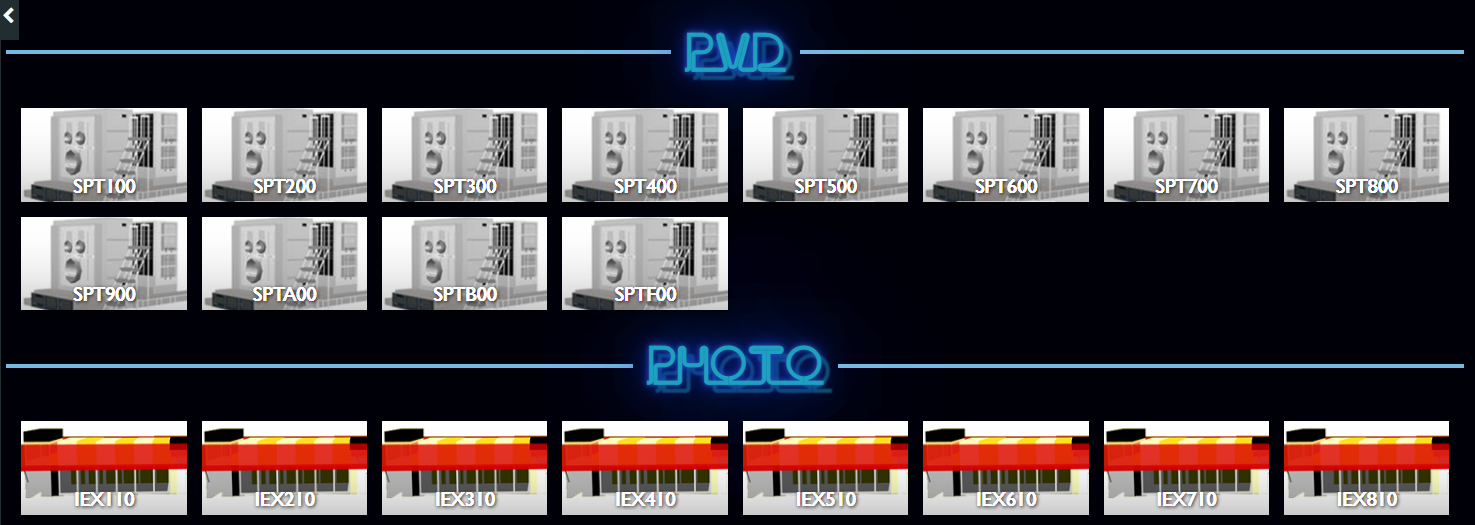 PVD
SPT100 SPT200 SPT300 SPT400 SPT500 SPT600 SPT700 SPT800
SPT900 SPTA00 SPTB00 SPTF00
PHOTO
IEX110 IEX210 IEX310 IEX410 IEX510 IEX610 IEX710 IEX810